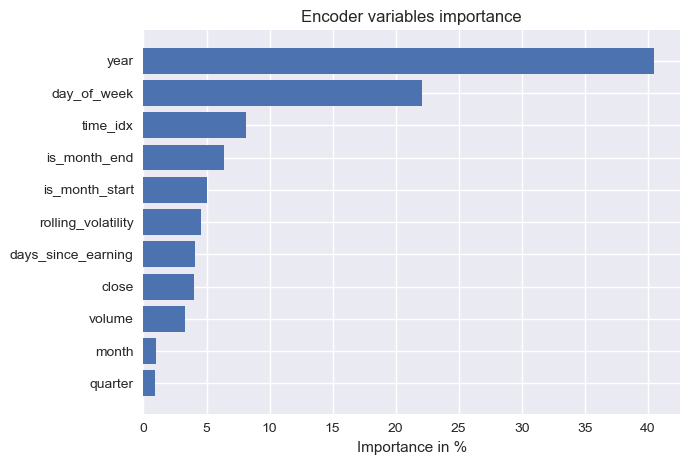 Encoder variables importance
year
day_of_week
time_idx
is_month_end
is_month_start
rolling_volatility
days_since_earning
close
volume
month
quarter
0 5 10 15 20 25 30 35 40
Importance in %